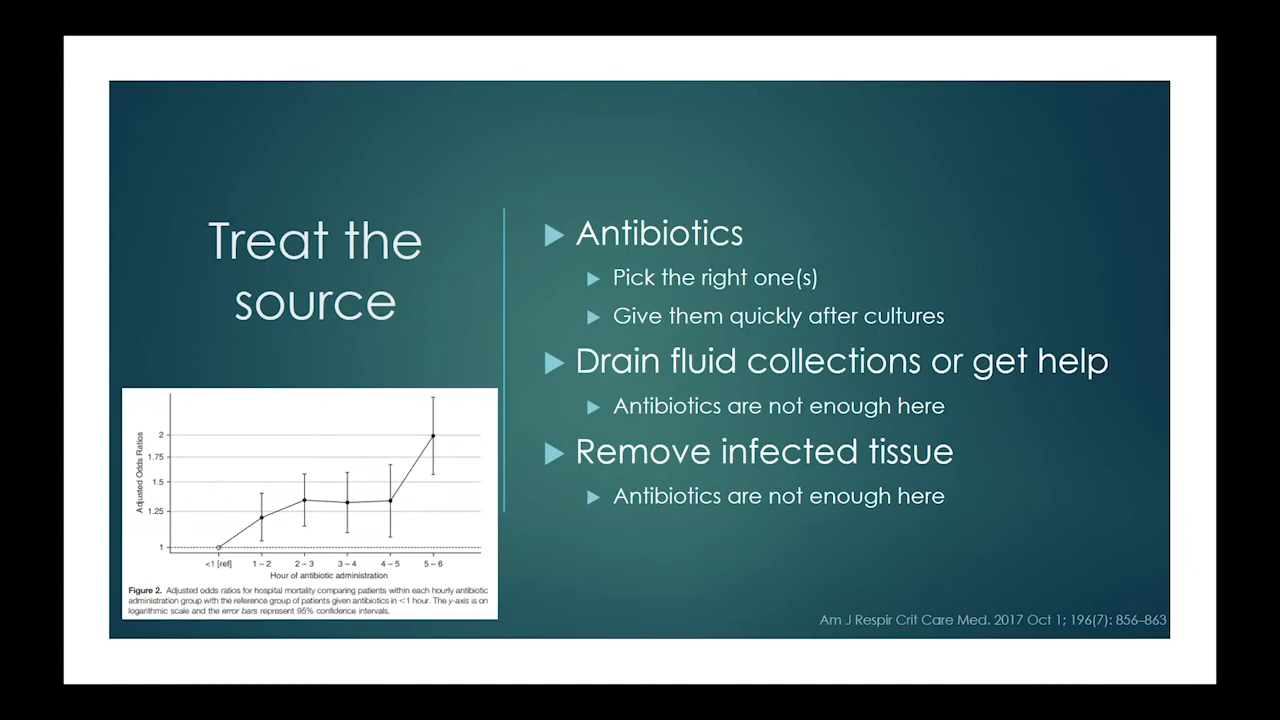 Treat the
source
Antibiotics
Pick the right one(s)
Give them quickly after cultures
Drain fluid collections or get help
Antibiotics are not enough here
Remove infected tissue
Antibiotics are not enough here
Adjusted Odds Ratios
2
1.75
1.5
1.25
1
<1 [ref] 1–2 2–3 3–4 4–5 5–6
Hour of antibiotic administration
Figure 2. Adjusted odds ratios for hospital mortality comparing patients within each hourly antibiotic
administration group with the reference group of patients given antibiotics in <1 hour. The y-axis is on
logarithmic scale and the error bars represent 95% confidence intervals.
Am J Respir Crit Care Med. 2017 Oct 1; 196(7): 856–863